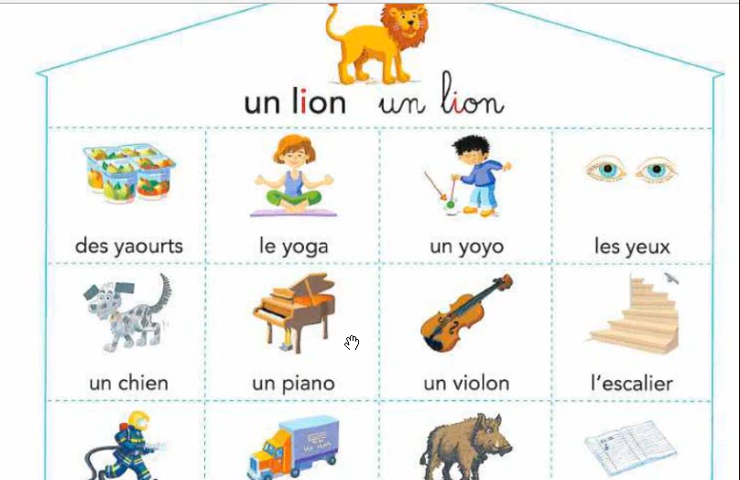 un lion un lion
des yaourts le yoga un yoyo les yeux
un chien un piano un violon l'escalier